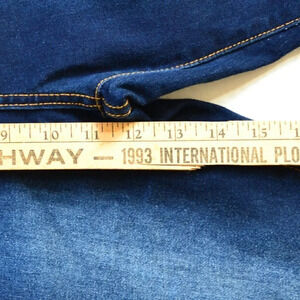 9 10 11 12 13 14 15
HWAY — 1993 INTERNATIONAL PLO